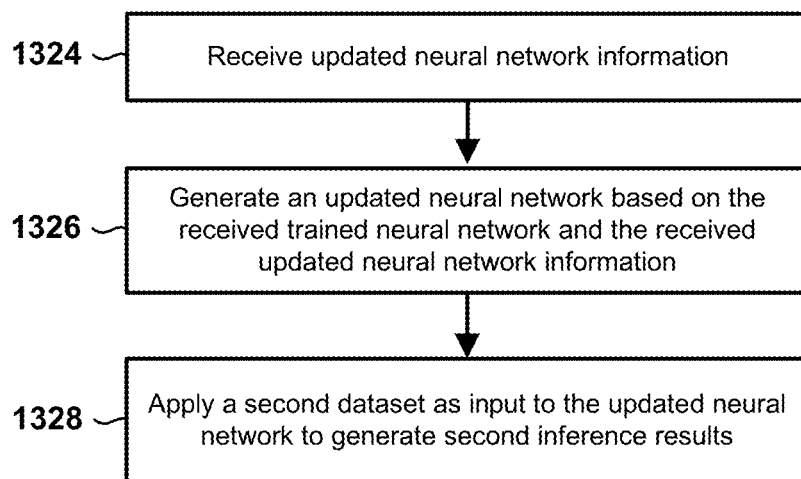 1324
Receive updated neural network information
Generate an updated neural network based on the
1326
received trained neural network and the received
updated neural network information
Apply a second dataset as input to the updated neural
1328
network to generate second inference results